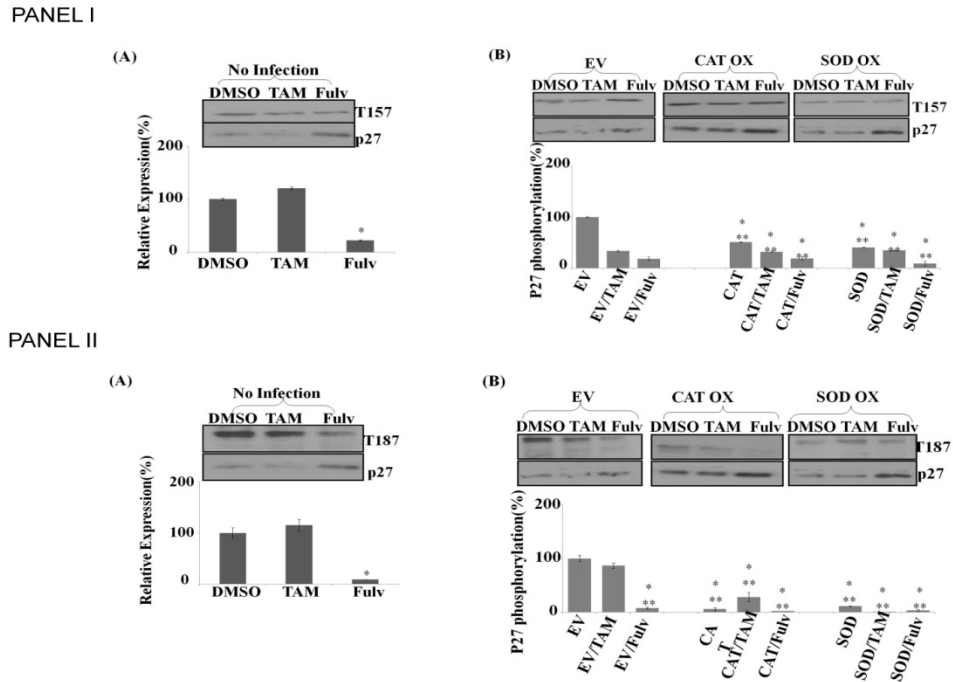 PANEL I
(A)
No Infection
DMSO TAM Fulv
T157
p27
Relative Expression(%)
200
100
0
DMSO TAM Fulv
*
(B)
EV CAT OX SOD OX
DMSO TAM Fulv DMSO TAM Fulv DMSO TAM Fulv
T157
p27
P27 phosphorylation(%)
200
100
0
* * * * * *
** ** ** ** ** **
EV EV/TAM EV/Fulv CAT CAT/TAM CAT/Fulv SOD SOD/TAM SOD/Fulv
PANEL II
(A)
No Infection
DMSO TAM Fulv
T187
p27
Relative Expression(%)
200
100
0
DMSO TAM Fulv
*
(B)
EV CAT OX SOD OX
DMSO TAM Fulv DMSO TAM Fulv DMSO TAM Fulv
T187
p27
P27 phosphorylation(%)
200
100
0
* * * * * * *
** ** ** ** ** ** **
EV EV/TAM EV/Fulv CA T CAT/TAM CAT/Fulv SOD SOD/TAM SOD/Fulv